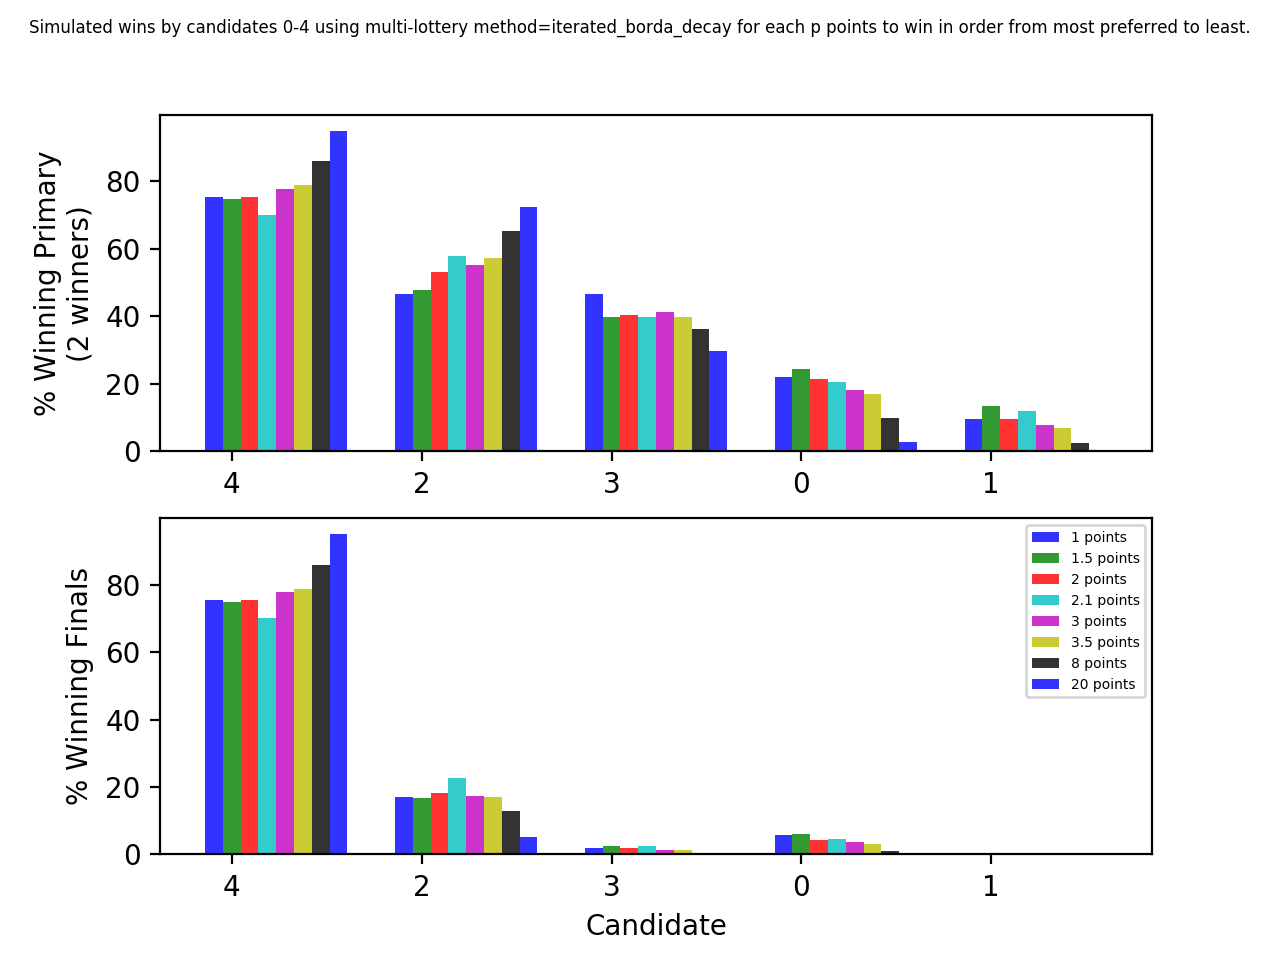 Simulated wins by candidates 0-4 using multi-lottery method=iterated_borda_decay for each p points to win in order from most preferred to least.
% Winning Primary
(2 winners)
80
60
40
20
0
4 2 3 0 1
% Winning Finals
80
60
40
20
0
1 points
1.5 points
2 points
2.1 points
3 points
3.5 points
8 points
20 points
4 2 3 0 1
Candidate